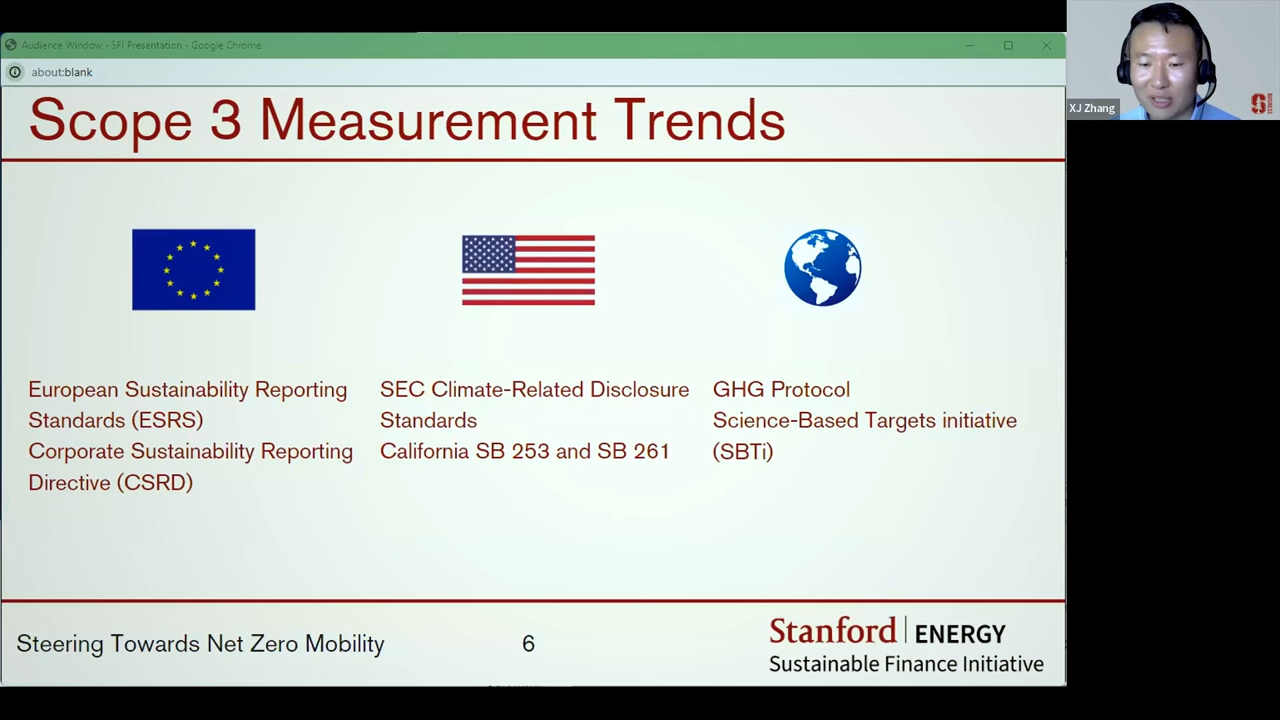 Audience Window - SFI Presentation - Google Chrome
about:blank
XJ Zhang
Scope 3 Measurement Trends
European Sustainability Reporting
Standards (ESRS)
Corporate Sustainability Reporting
Directive (CSRD)
SEC Climate-Related Disclosure
Standards
California SB 253 and SB 261
GHG Protocol
Science-Based Targets initiative
(SBTi)
Steering Towards Net Zero Mobility
6
Stanford ENERGY
Sustainable Finance Initiative